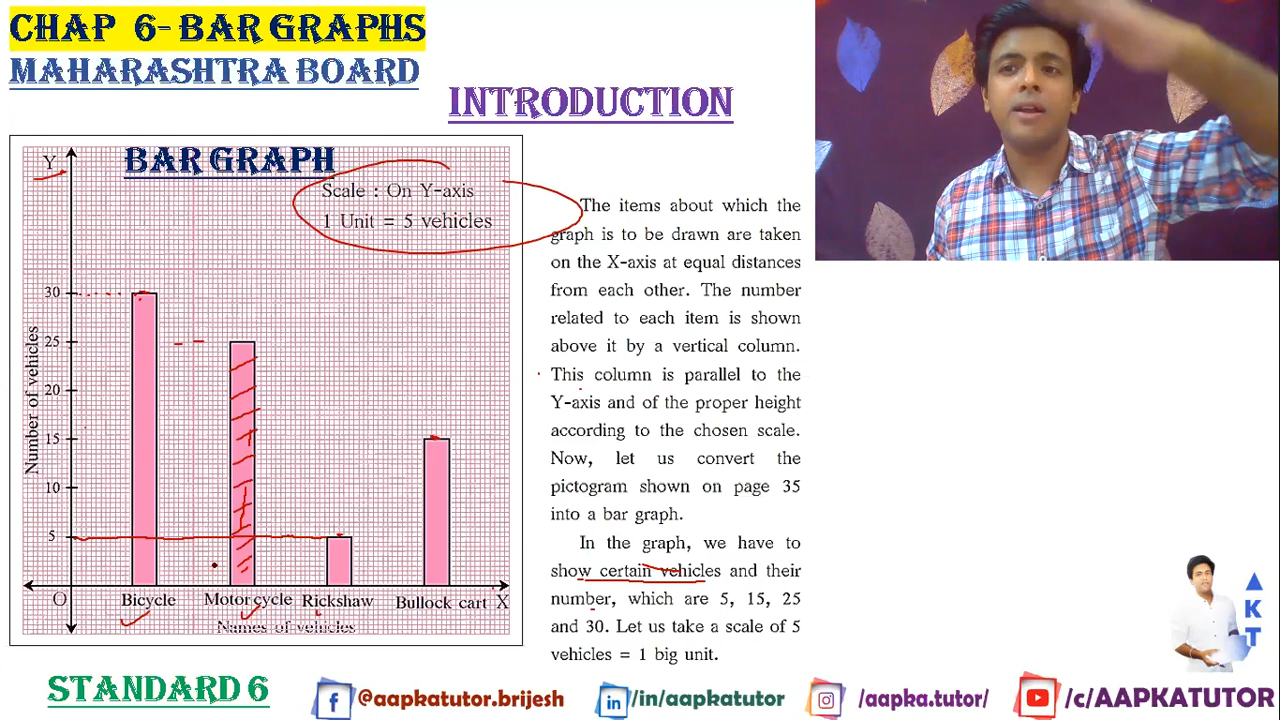 CHAP 6- BAR GRAPHS
MAHARASHTRA BOARD
INTRODUCTION
BAR GRAPH
Y
Scale : On Y-axis
1 Unit = 5 vehicles
30
25
20
15
10
5
Number of vehicles
O
Bicycle
Motor cycle
Rickshaw
Bullock cart
X
Names of vehicles
The items about which the
graph is to be drawn are taken
on the X-axis at equal distances
from each other. The number
related to each item is shown
above it by a vertical column.
This column is parallel to the
Y-axis and of the proper height
according to the chosen scale.
Now, let us convert the
pictogram shown on page 35
into a bar graph.
In the graph, we have to
show certain vehicles and their
number, which are 5, 15, 25
and 30. Let us take a scale of 5
vehicles = 1 big unit.
AKT
STANDARD 6
@aapkatutor.brijesh
/in/aapkatutor
/aapka.tutor/
/c/AAPKATUTOR